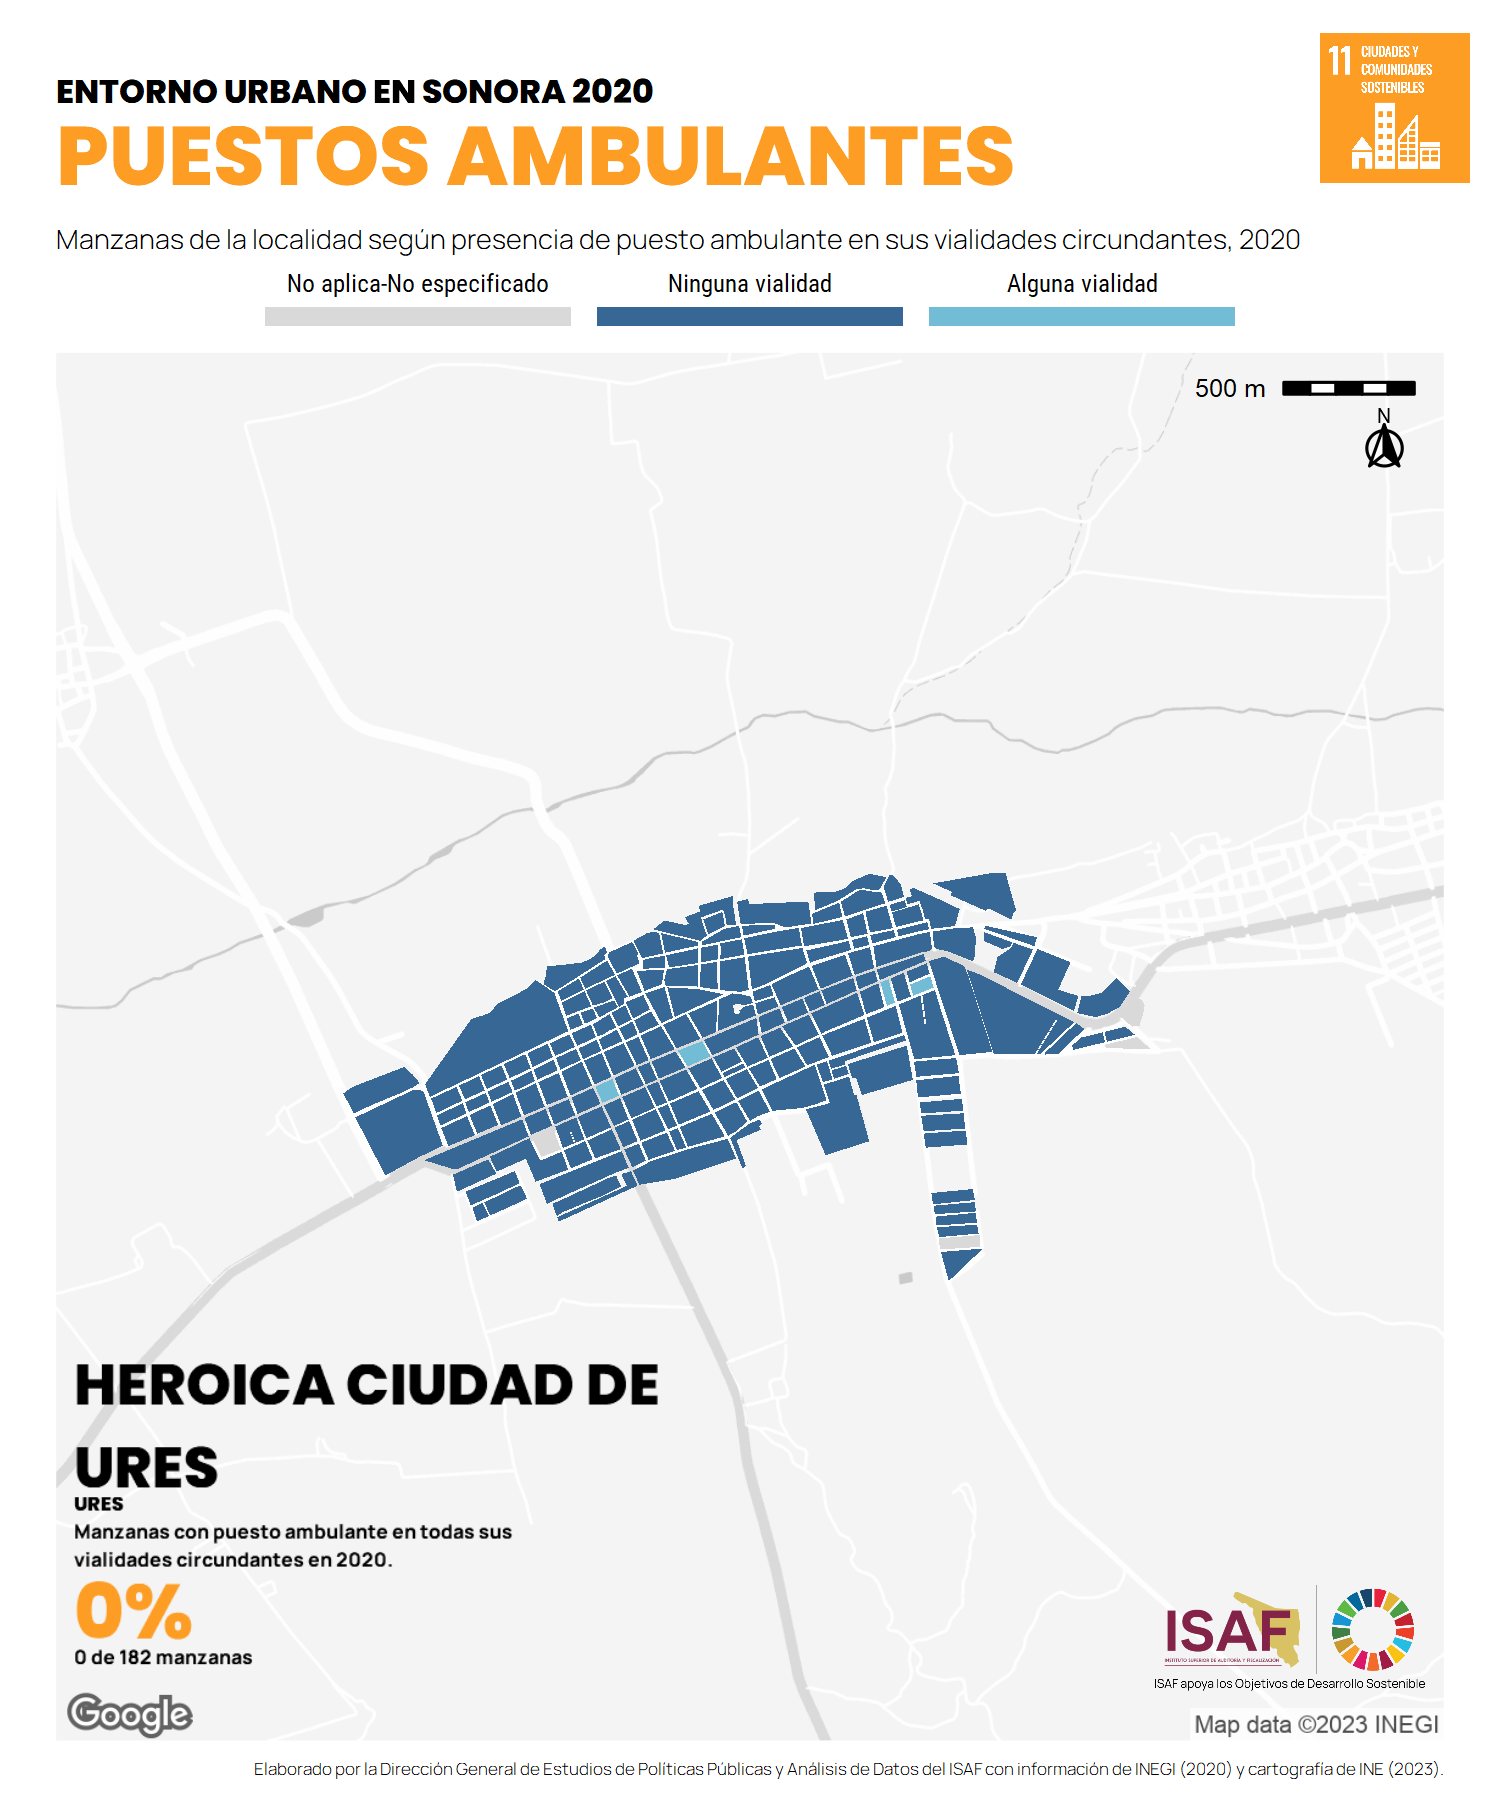 11 CIUDADES Y
COMUNIDADES
SOSTENIBLES
ENTORNO URBANO EN SONORA 2020
PUESTOS AMBULANTES
Manzanas de la localidad según presencia de puesto ambulante en sus vialidades circundantes, 2020
No aplica-No especificado
Ninguna vialidad
Alguna vialidad
500 m
N
HEROICA CIUDAD DE
URES
URES
Manzanas con puesto ambulante en todas sus
vialidades circundantes en 2020.
0%
0 de 182 manzanas
ISAF
INSTITUTO SUPERIOR DE AUDITORÍA Y FISCALIZACIÓN
ISAF apoya los Objetivos de Desarrollo Sostenible
Google
Map data ©2023 INEGI
Elaborado por la Dirección General de Estudios de Políticas Públicas y Análisis de Datos del ISAF con información de INEGI (2020) y cartografía de INE (2023).